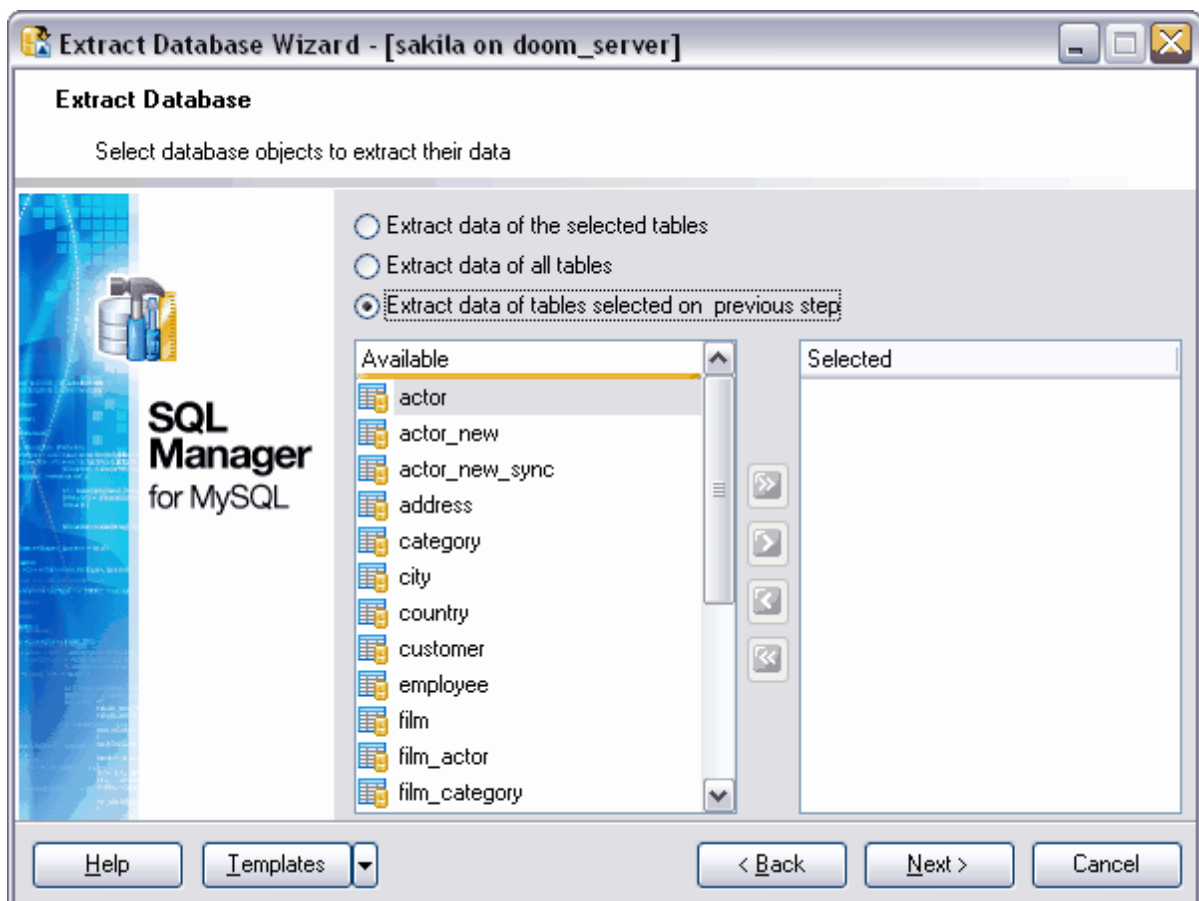 Extract Database Wizard - [sakila on doom_server]
Extract Database
Select database objects to extract their data
SQL
Manager
for MySQL
Extract data of the selected tables
Extract data of all tables
Extract data of tables selected on  previous step
Available
actor
actor_new
actor_new_sync
address
category
city
country
customer
employee
film
film_actor
film_category
Selected
Help
Templates
< Back
Next >
Cancel